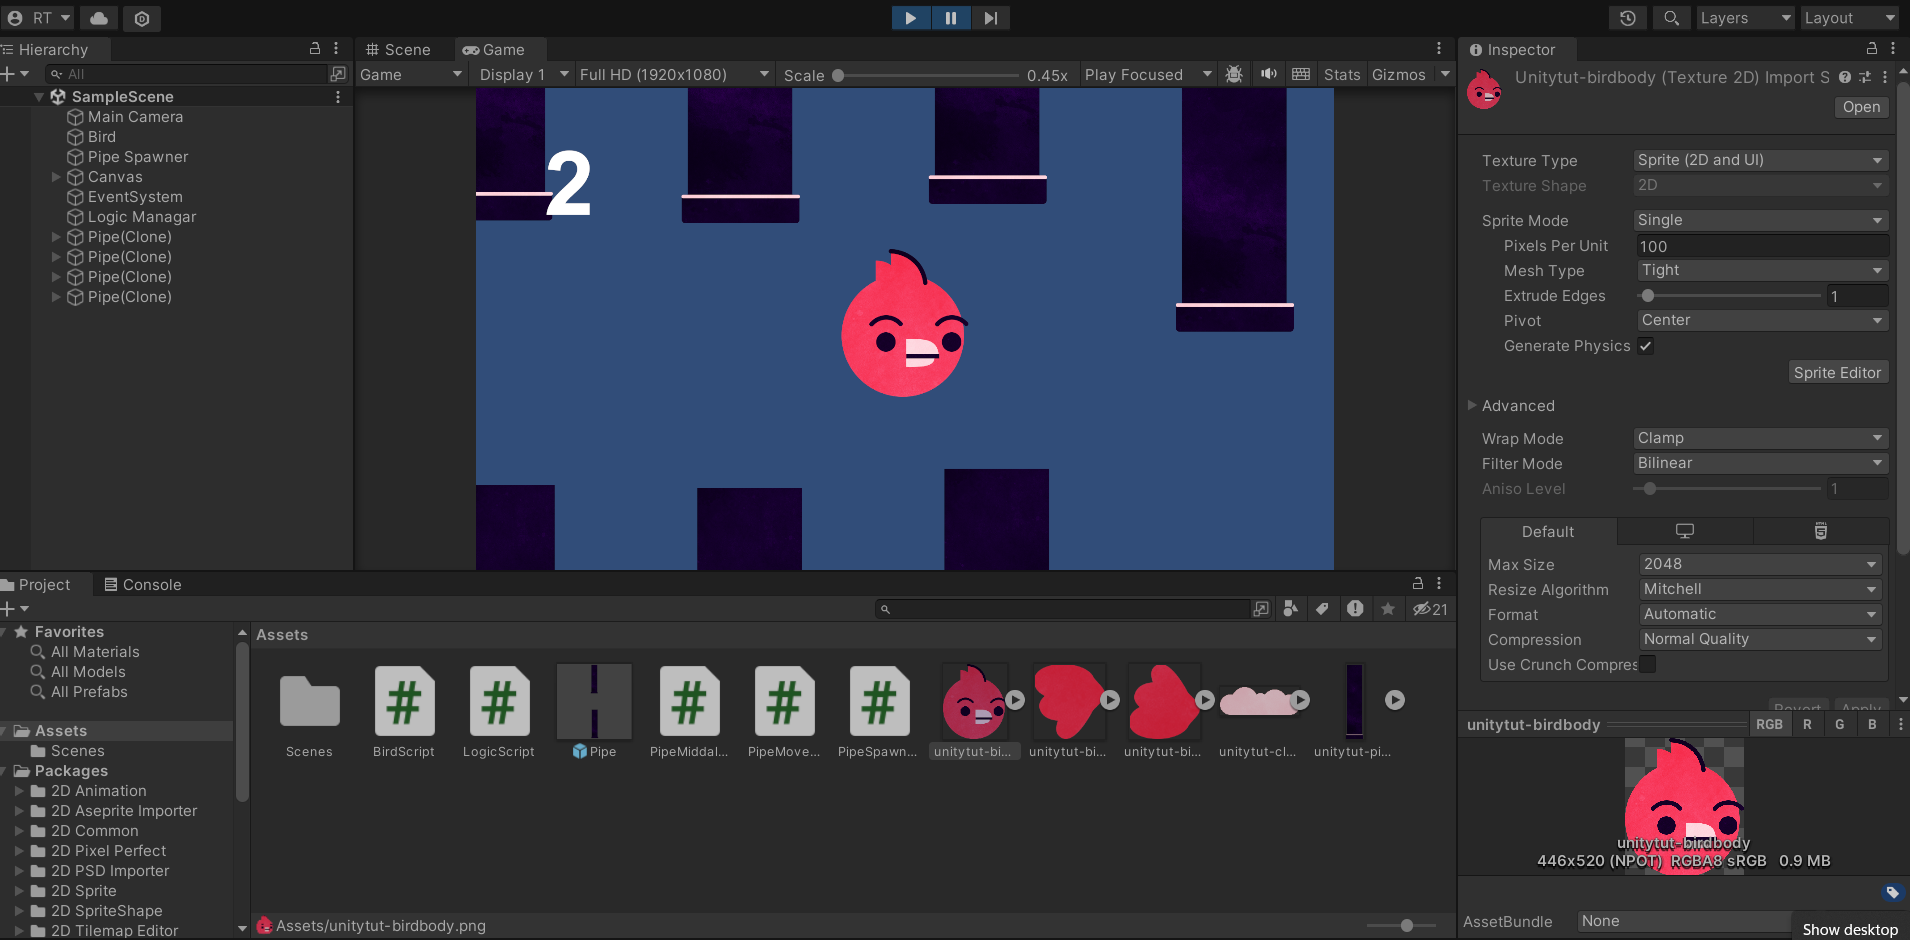 RT
Layers
Layout
Hierarchy
All
SampleScene
Main Camera
Bird
Pipe Spawner
Canvas
EventSystem
Logic Managar
Pipe(Clone)
Pipe(Clone)
Pipe(Clone)
Pipe(Clone)
Scene
Game
Game
Display 1
Full HD (1920x1080)
Scale
0.45x
Play Focused
Stats
Gizmos
2
Inspector
Unitytut-birdbody (Texture 2D) Import S
Open
Texture Type
Sprite (2D and UI)
Texture Shape
2D
Sprite Mode
Single
Pixels Per Unit
100
Mesh Type
Tight
Extrude Edges
1
Pivot
Center
Generate Physics
Sprite Editor
Advanced
Wrap Mode
Clamp
Filter Mode
Bilinear
Aniso Level
1
Default
Max Size
2048
Resize Algorithm
Mitchell
Format
Automatic
Compression
Normal Quality
Use Crunch Compres
Revert
Apply
unitytut-birdbody
RGB
R
G
B
unitytut-birdbody
446x520 (NPOT) RGBA8 sRGB 0.9 MB
AssetBundle
None
Show desktop
Project
Console
21
Favorites
All Materials
All Models
All Prefabs
Assets
Scenes
Packages
2D Animation
2D Aseprite Importer
2D Common
2D Pixel Perfect
2D PSD Importer
2D Sprite
2D SpriteShape
2D Tilemap Editor
Assets
Scenes
BirdScript
LogicScript
Pipe
PipeMiddal...
PipeMove...
PipeSpawn...
unitytut-bi...
unitytut-bi...
unitytut-bi...
unitytut-cl...
unitytut-pi...
Assets/unitytut-birdbody.png